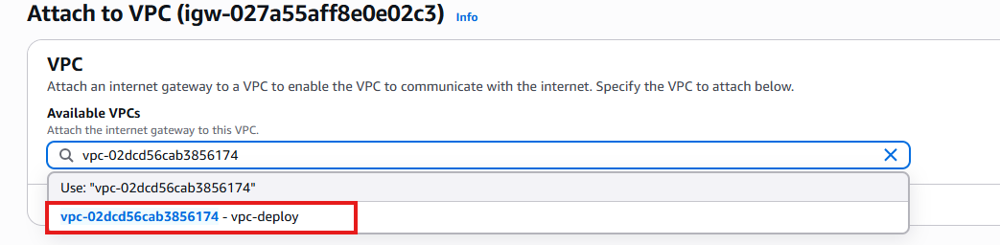 Attach to VPC (igw-027a55aff8e0e02c3) Info
VPC
Attach an internet gateway to a VPC to enable the VPC to communicate with the internet. Specify the VPC to attach below.
Available VPCs
Attach the internet gateway to this VPC.
vpc-02dcd56cab3856174
Use: "vpc-02dcd56cab3856174"
vpc-02dcd56cab3856174 - vpc-deploy